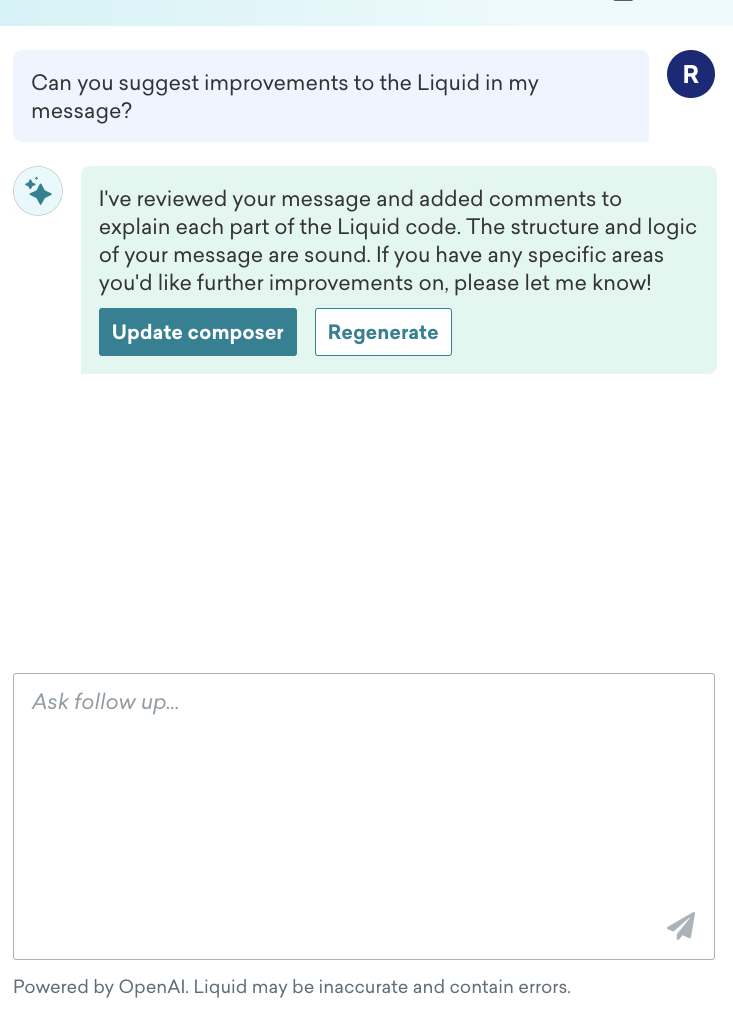 Can you suggest improvements to the Liquid in my
message?
R
I've reviewed your message and added comments to
explain each part of the Liquid code. The structure and logic
of your message are sound. If you have any specific areas
you'd like further improvements on, please let me know!
Update composer
Regenerate
Ask follow up...
Powered by OpenAI. Liquid may be inaccurate and contain errors.